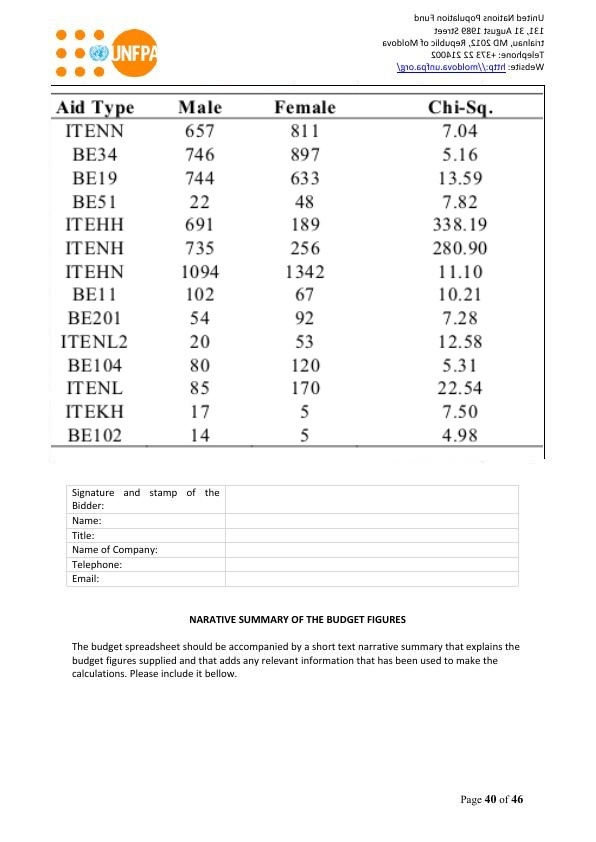 UNFPA
United Nations Population Fund
131, 31 August 1989 Street
trialnau, MD 2012, Republic of Moldova
Telephone: +373 22 214002
Website: http://moldova.unfpa.org/
Aid Type Male Female Chi-Sq.
ITENN 657 811 7.04
BE34 746 897 5.16
BE19 744 633 13.59
BE51 22 48 7.82
ITEHH 691 189 338.19
ITENH 735 256 280.90
ITEHN 1094 1342 11.10
BE11 102 67 10.21
BE201 54 92 7.28
ITENL2 20 53 12.58
BE104 80 120 5.31
ITENL 85 170 22.54
ITEKH 17 5 7.50
BE102 14 5 4.98
Signature and stamp of the
Bidder:
Name:
Title:
Name of Company:
Telephone:
Email:
NARATIVE SUMMARY OF THE BUDGET FIGURES
The budget spreadsheet should be accompanied by a short text narrative summary that explains the
budget figures supplied and that adds any relevant information that has been used to make the
calculations. Please include it bellow.
Page 40 of 46